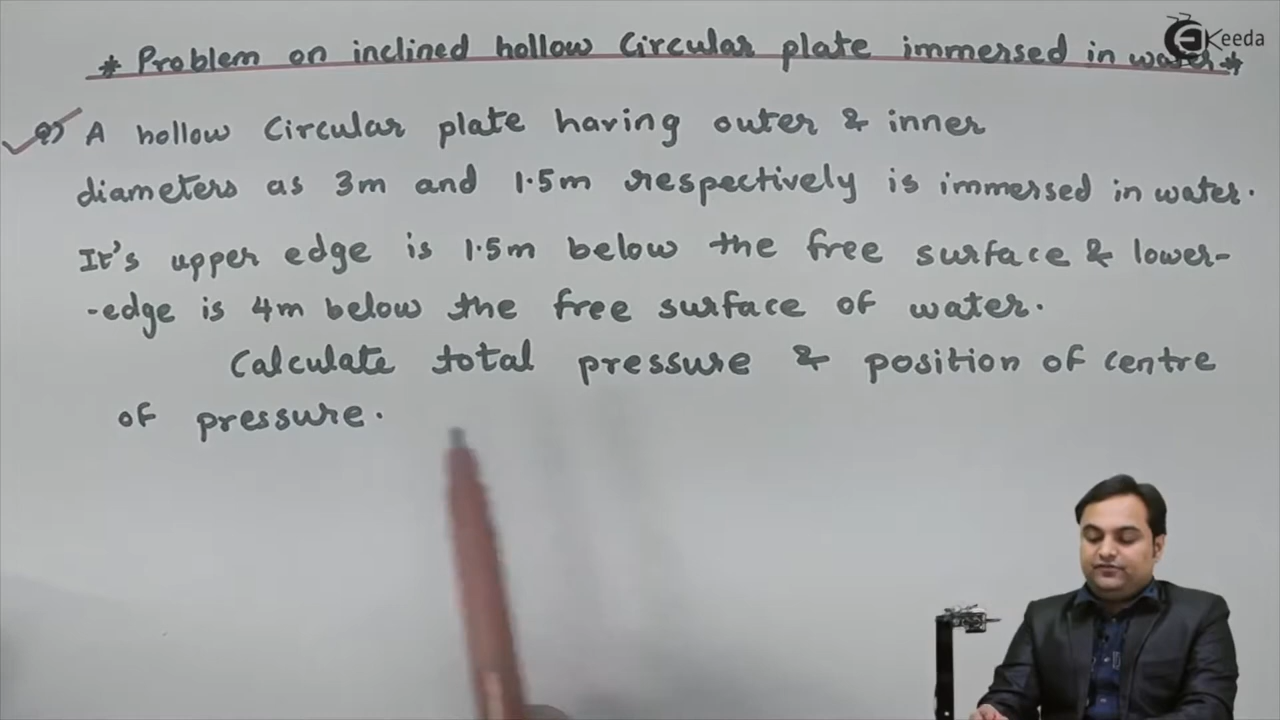 * Problem on inclined hollow Circular plate immersed in water *
Keeda
Q) A hollow Circular plate having outer & inner
diameters as 3m and 1.5m respectively is immersed in water.
It's upper edge is 1.5m below the free surface & lower-
-edge is 4m below the free surface of water.
Calculate total pressure & position of centre
of pressure.